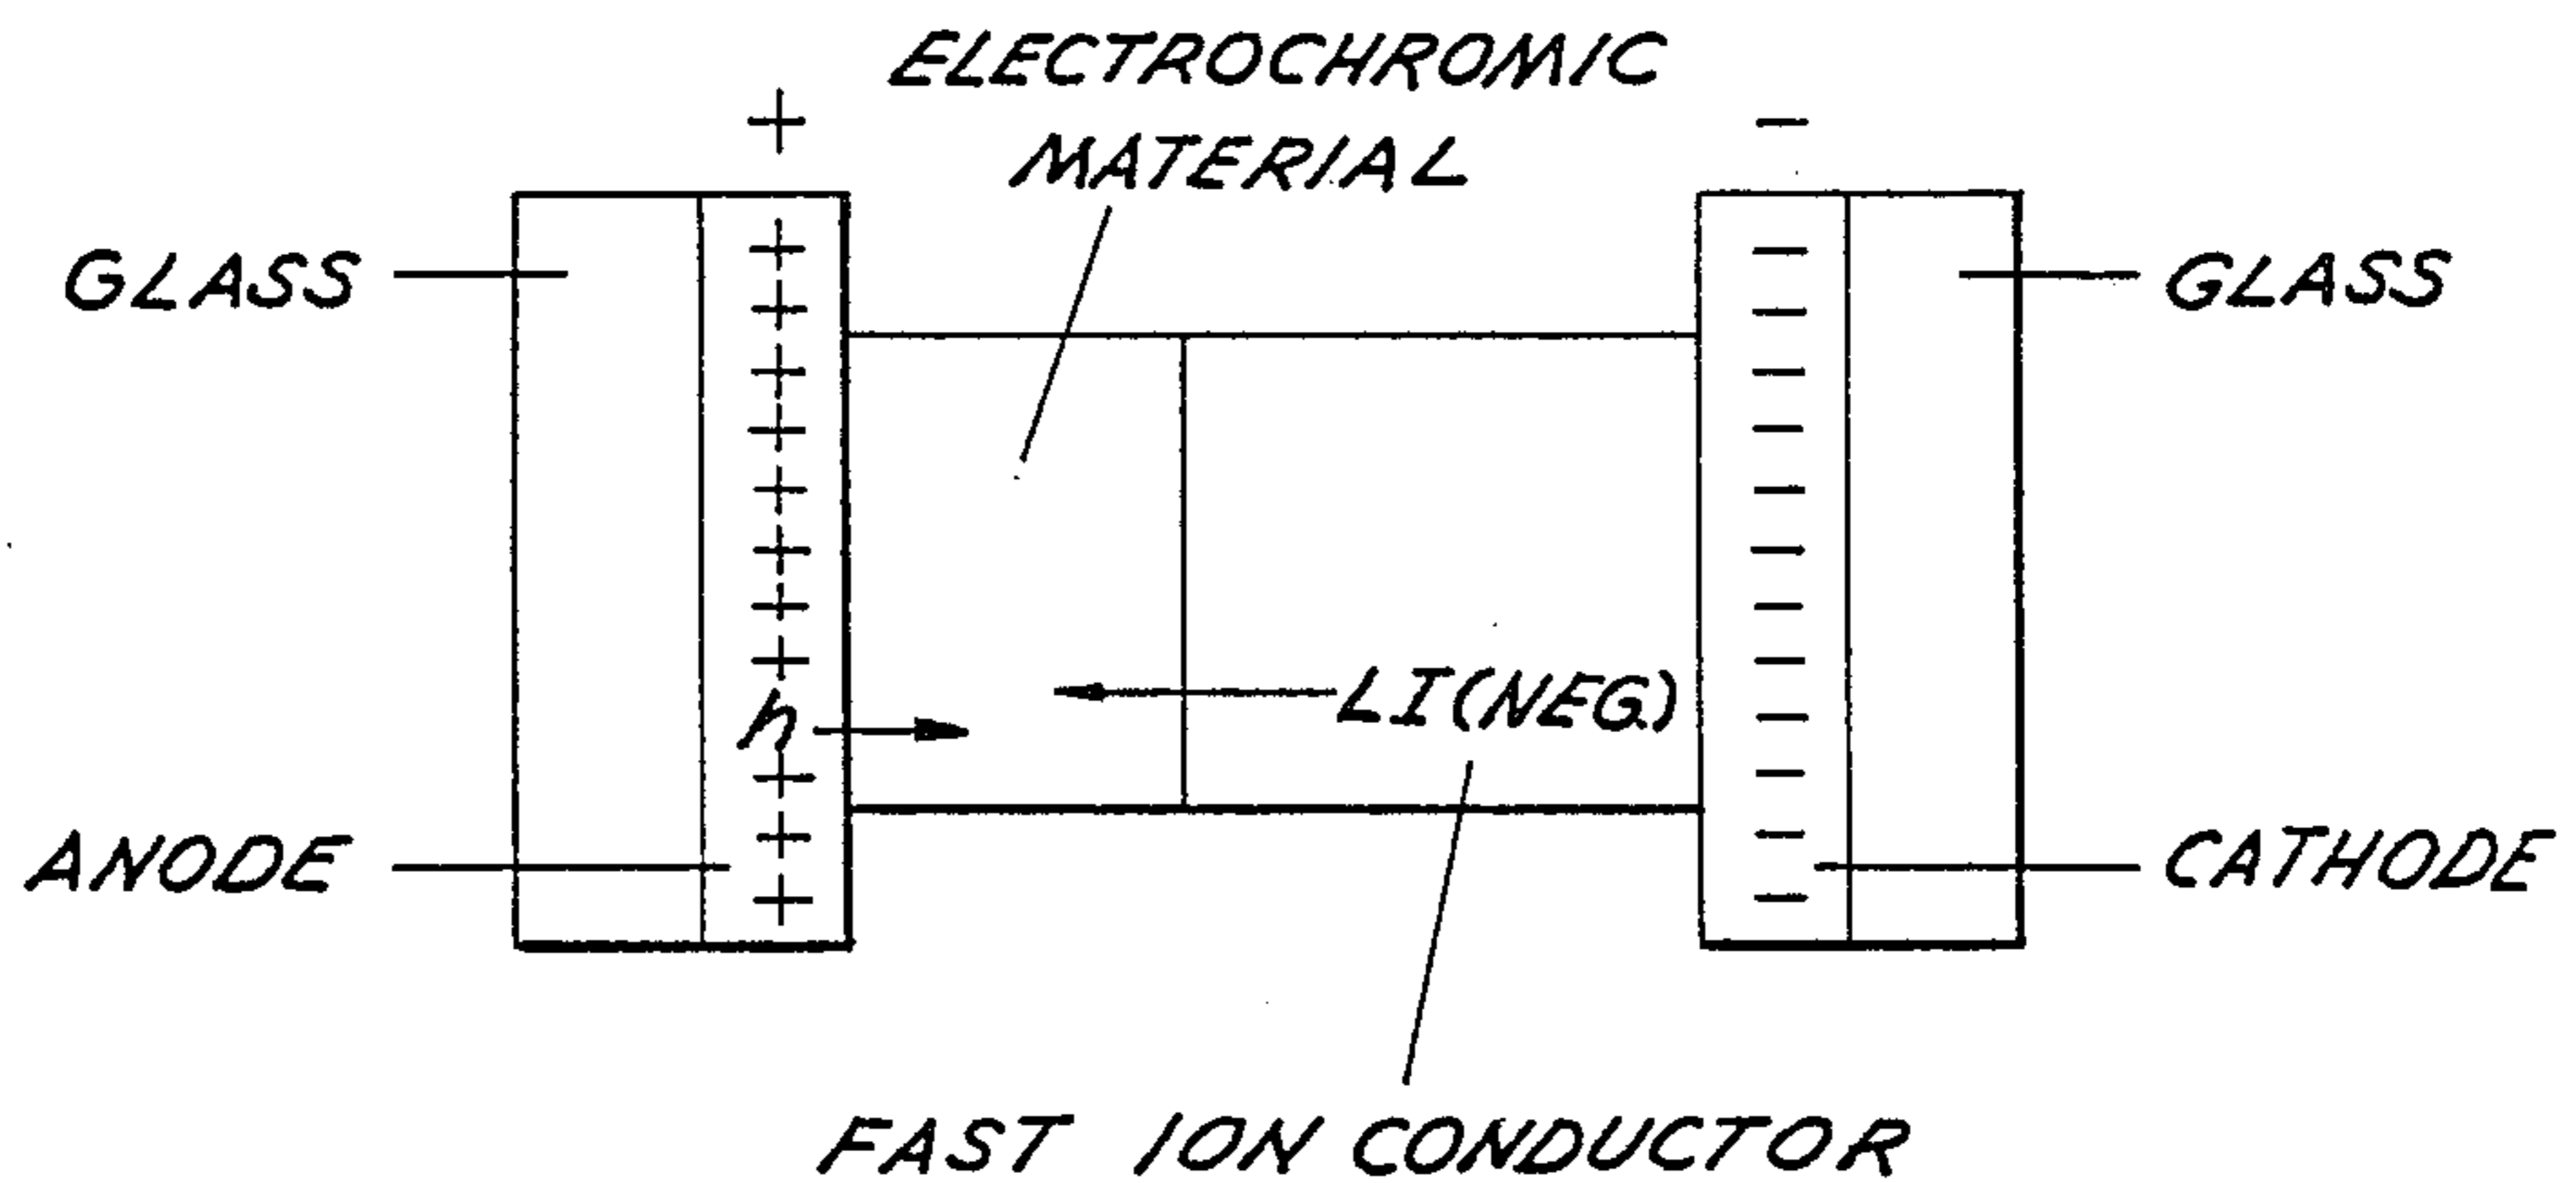 ELECTROCHROMIC
MATERIAL
+ −
GLASS
GLASS
LI(NEG.)
h
ANODE
CATHODE
FAST ION CONDUCTOR